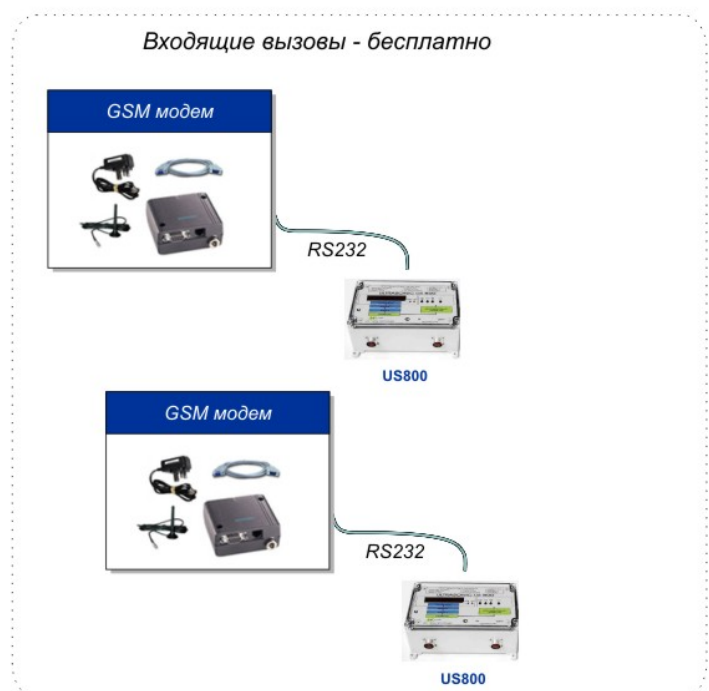 Входящие вызовы - бесплатно
GSM модем
RS232
US800
GSM модем
RS232
US800